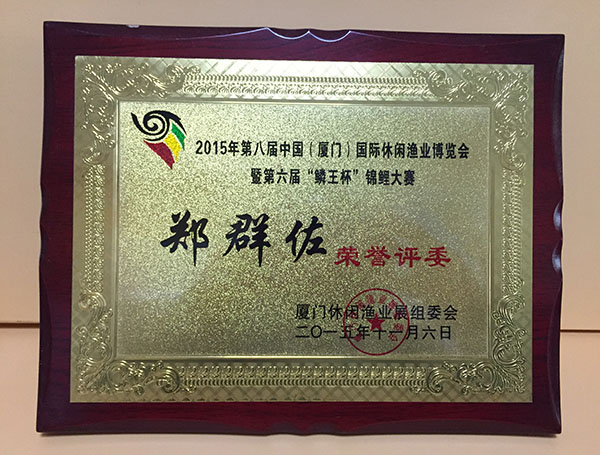 2015年第八届中国（厦门）国际休闲渔业博览会
暨第六届“鳞王杯”锦鲤大赛
郑群佐 荣誉评委
厦门休闲渔业展组委会
二〇一五年十一月六日